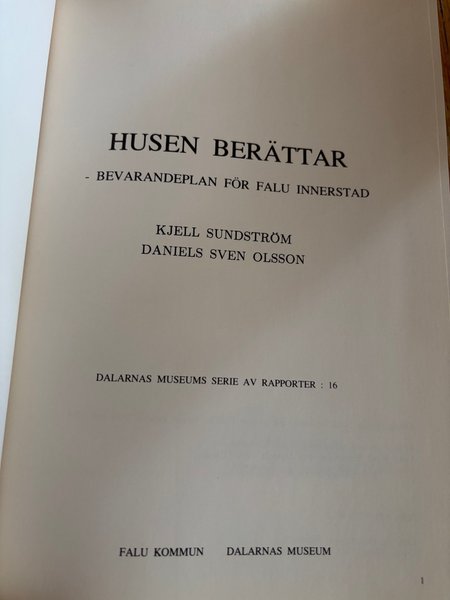 HUSEN BERÄTTAR
- BEVARANDEPLAN FÖR FALU INNERSTAD
KJELL SUNDSTRÖM
DANIELS SVEN OLSSON
DALARNAS MUSEUMS SERIE AV RAPPORTER : 16
FALU KOMMUN DALARNAS MUSEUM
1